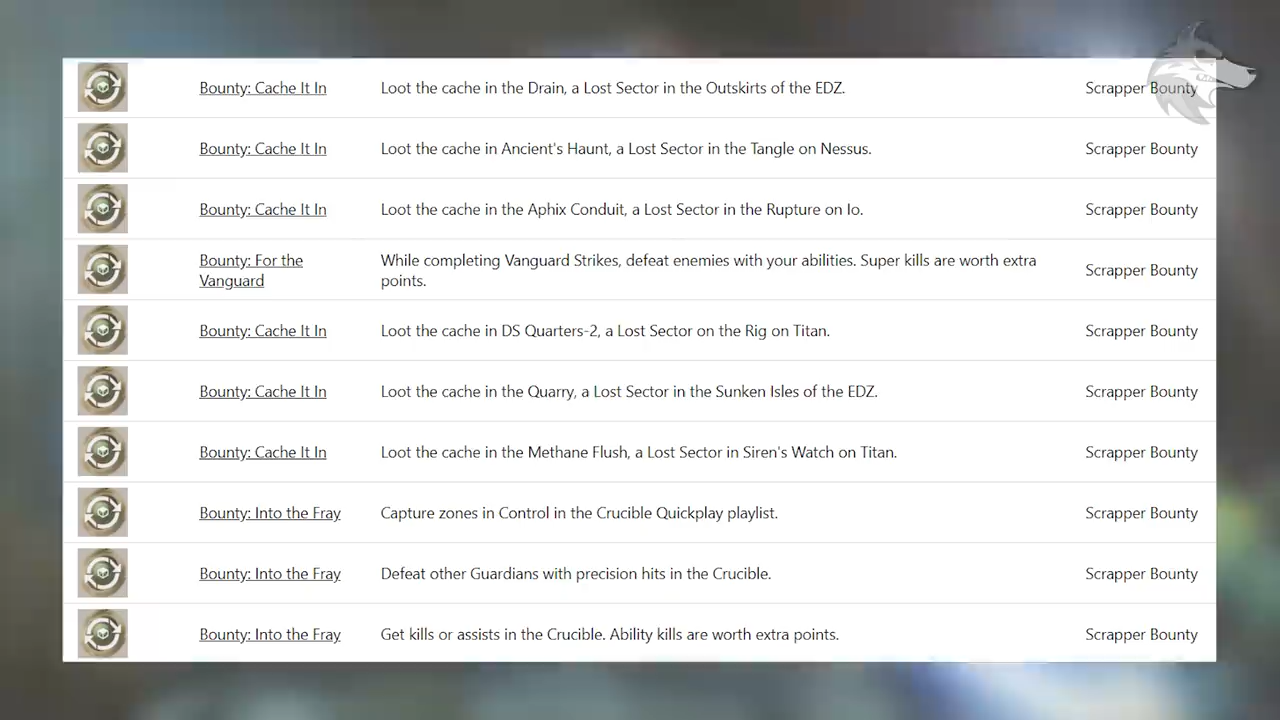 Bounty: Cache It In Loot the cache in the Drain, a Lost Sector in the Outskirts of the EDZ. Scrapper Bounty
Bounty: Cache It In Loot the cache in Ancient's Haunt, a Lost Sector in the Tangle on Nessus. Scrapper Bounty
Bounty: Cache It In Loot the cache in the Aphix Conduit, a Lost Sector in the Rupture on Io. Scrapper Bounty
Bounty: For the Vanguard While completing Vanguard Strikes, defeat enemies with your abilities. Super kills are worth extra points. Scrapper Bounty
Bounty: Cache It In Loot the cache in DS Quarters-2, a Lost Sector on the Rig on Titan. Scrapper Bounty
Bounty: Cache It In Loot the cache in the Quarry, a Lost Sector in the Sunken Isles of the EDZ. Scrapper Bounty
Bounty: Cache It In Loot the cache in the Methane Flush, a Lost Sector in Siren's Watch on Titan. Scrapper Bounty
Bounty: Into the Fray Capture zones in Control in the Crucible Quickplay playlist. Scrapper Bounty
Bounty: Into the Fray Defeat other Guardians with precision hits in the Crucible. Scrapper Bounty
Bounty: Into the Fray Get kills or assists in the Crucible. Ability kills are worth extra points. Scrapper Bounty